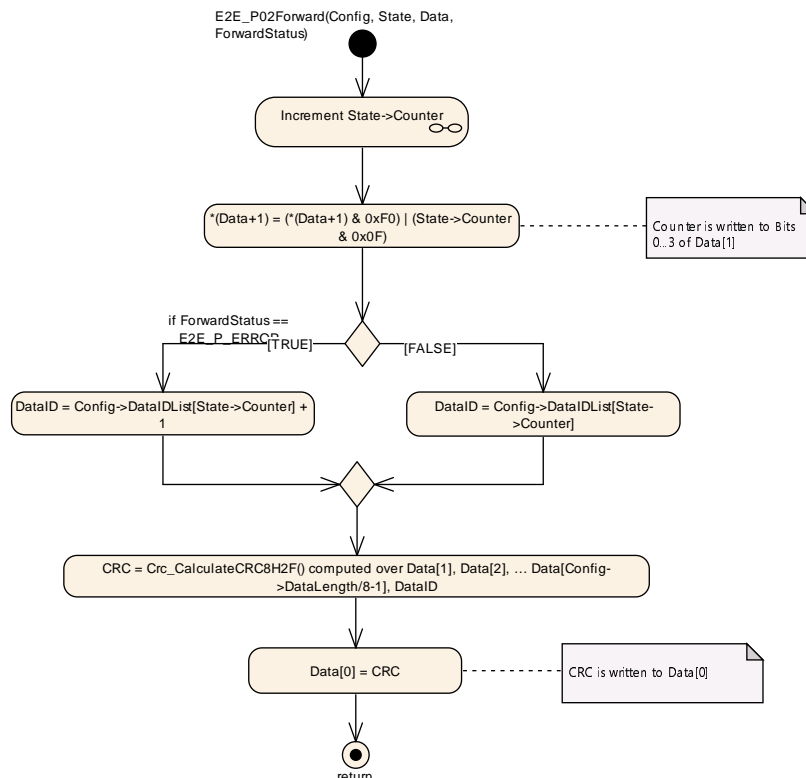 E2E_P02Forward(Config, State, Data,
ForwardStatus)
Increment State->Counter
*(Data+1) = (*(Data+1) & 0xF0) | (State->Counter
& 0x0F)
Counter is written to Bits
0...3 of Data[1]
if ForwardStatus ==
E2E_P_ERROR
[TRUE]
[FALSE]
DataID = Config->DataIDList[State->Counter] +
1
DataID = Config->DataIDList[State-
>Counter]
CRC = Crc_CalculateCRC8H2F() computed over Data[1], Data[2], … Data[Config-
>DataLength/8-1], DataID
Data[0] = CRC
CRC is written to Data[0]
return